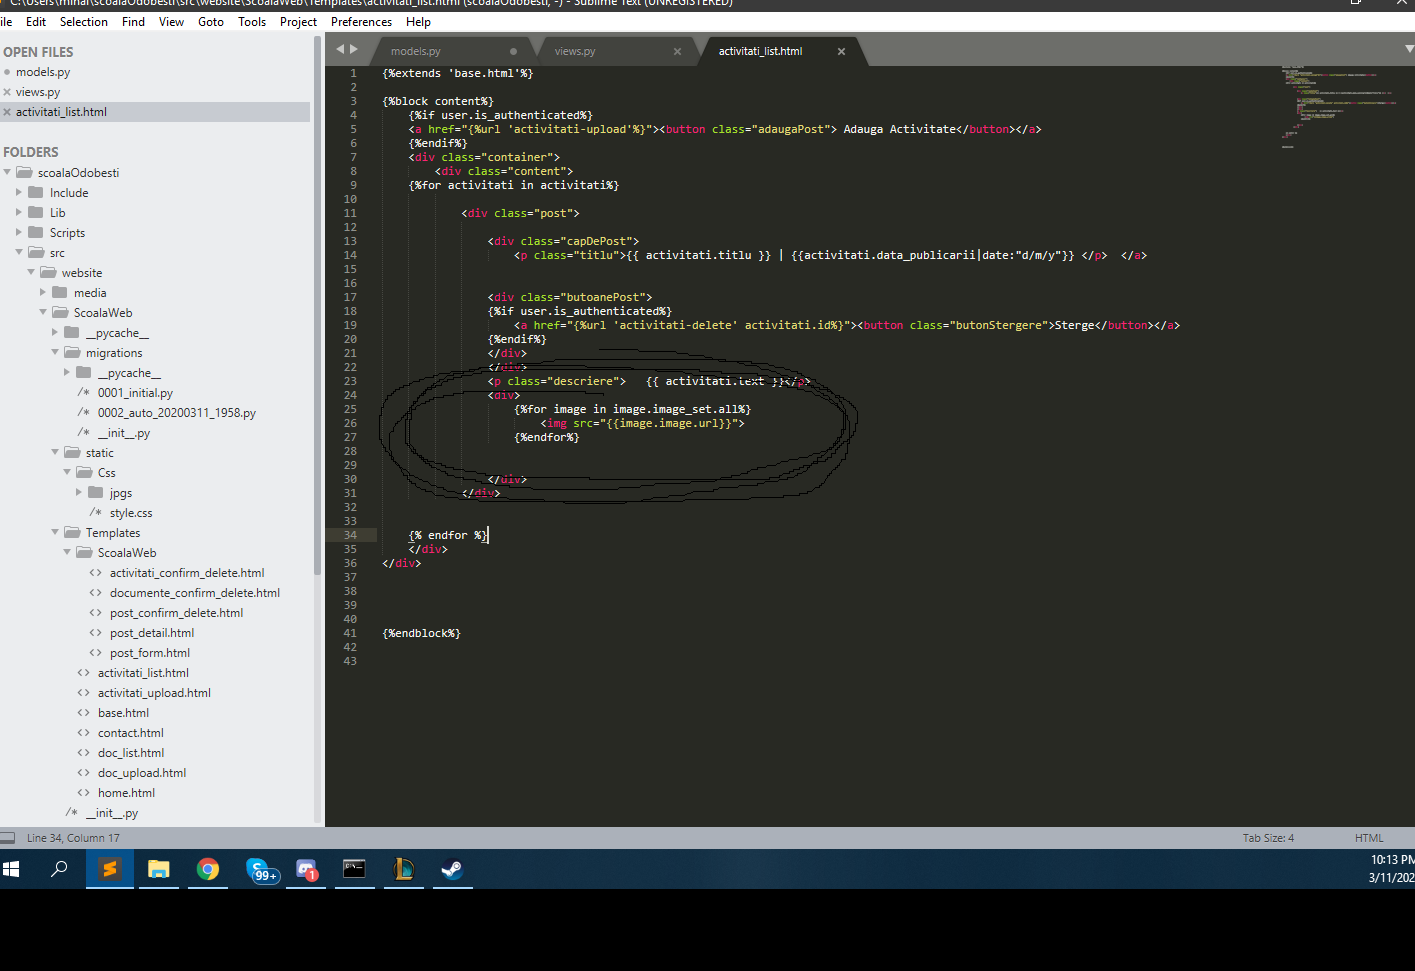 C:\Users\mihai\scoalaOdobesti\src\website\ScoalaWeb\Templates\activitati_list.html (scoalaOdobesti, -) - Sublime Text (UNREGISTERED)
ile Edit Selection Find View Goto Tools Project Preferences Help
OPEN FILES
models.py
views.py
activitati_list.html
FOLDERS
scoalaOdobesti
Include
Lib
Scripts
src
website
media
ScoalaWeb
__pycache__
migrations
__pycache__
/* 0001_initial.py
/* 0002_auto_20200311_1958.py
/* __init__.py
static
Css
jpgs
/* style.css
Templates
ScoalaWeb
<> activitati_confirm_delete.html
<> documente_confirm_delete.html
<> post_confirm_delete.html
<> post_detail.html
<> post_form.html
<> activitati_list.html
<> activitati_upload.html
<> base.html
<> contact.html
<> doc_list.html
<> doc_upload.html
<> home.html
/* __init__.py
models.py views.py activitati_list.html
1 {%extends 'base.html'%}
2
3 {%block content%}
4 {%if user.is_authenticated%}
5 <a href="{%url 'activitati-upload'%}"><button class="adaugaPost"> Adauga Activitate</button></a>
6 {%endif%}
7 <div class="container">
8 <div class="content">
9 {%for activitati in activitati%}
10
11 <div class="post">
12
13 <div class="capDePost">
14 <p class="titlu">{{ activitati.titlu }} | {{activitati.data_publicarii|date:"d/m/y"}} </p> </a>
15
16
17 <div class="butoanePost">
18 {%if user.is_authenticated%}
19 <a href="{%url 'activitati-delete' activitati.id%}"><button class="butonStergere">Sterge</button></a>
20 {%endif%}
21 </div>
22 </div>
23 <p class="descriere"> {{ activitati.text }}</p>
24 <div>
25 {%for image in image.image_set.all%}
26 <img src="{{image.image.url}}">
27 {%endfor%}
28
29
30 </div>
31 </div>
32
33
34 {% endfor %}
35 </div>
36 </div>
37
38
39
40
41 {%endblock%}
42
43
Line 34, Column 17 Tab Size: 4 HTML
99+ 1
10:13 PM
3/11/202